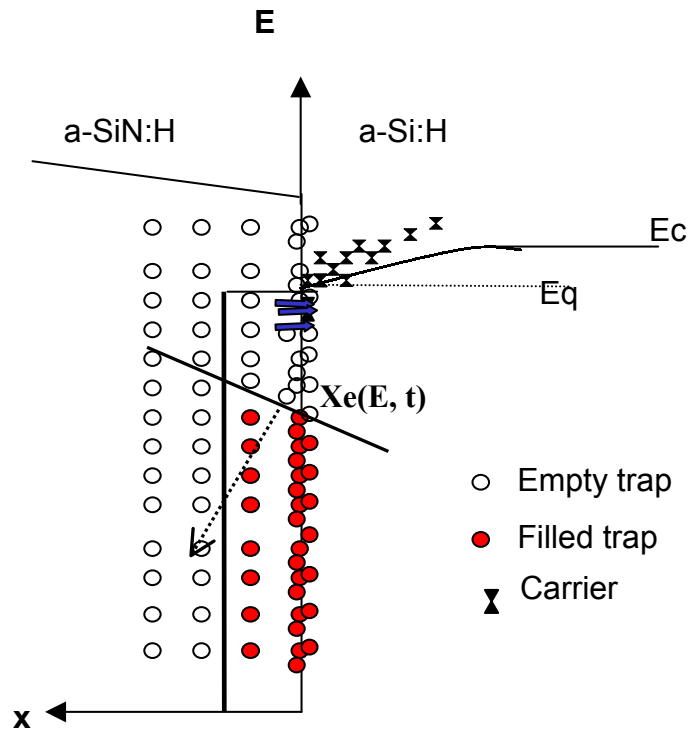 E
a-SiN:H
a-Si:H
Ec
Eq
Xe(E, t)
Empty trap
Filled trap
Carrier
x